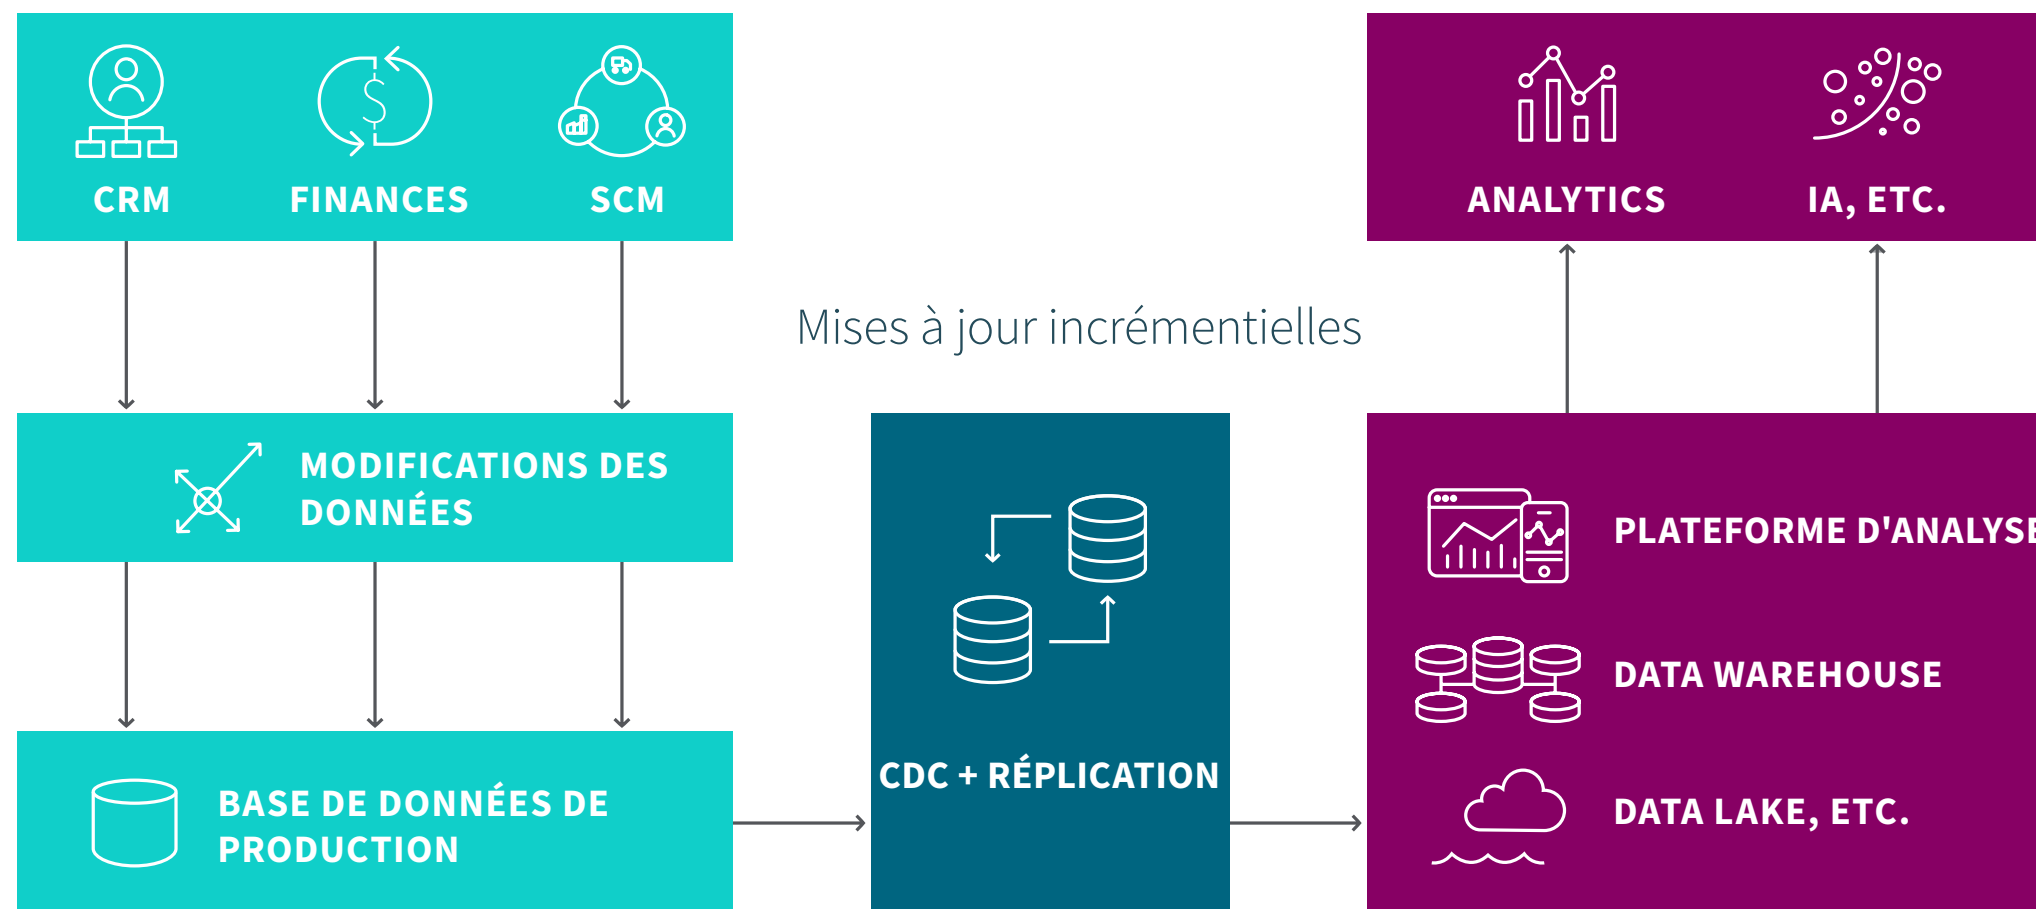 CRM
FINANCES
SCM
ANALYTICS
IA, ETC.
Mises à jour incrémentielles
MODIFICATIONS DES
DONNÉES
BASE DE DONNÉES DE
PRODUCTION
CDC + RÉPLICATION
PLATEFORME D'ANALYSE
DATA WAREHOUSE
DATA LAKE, ETC.